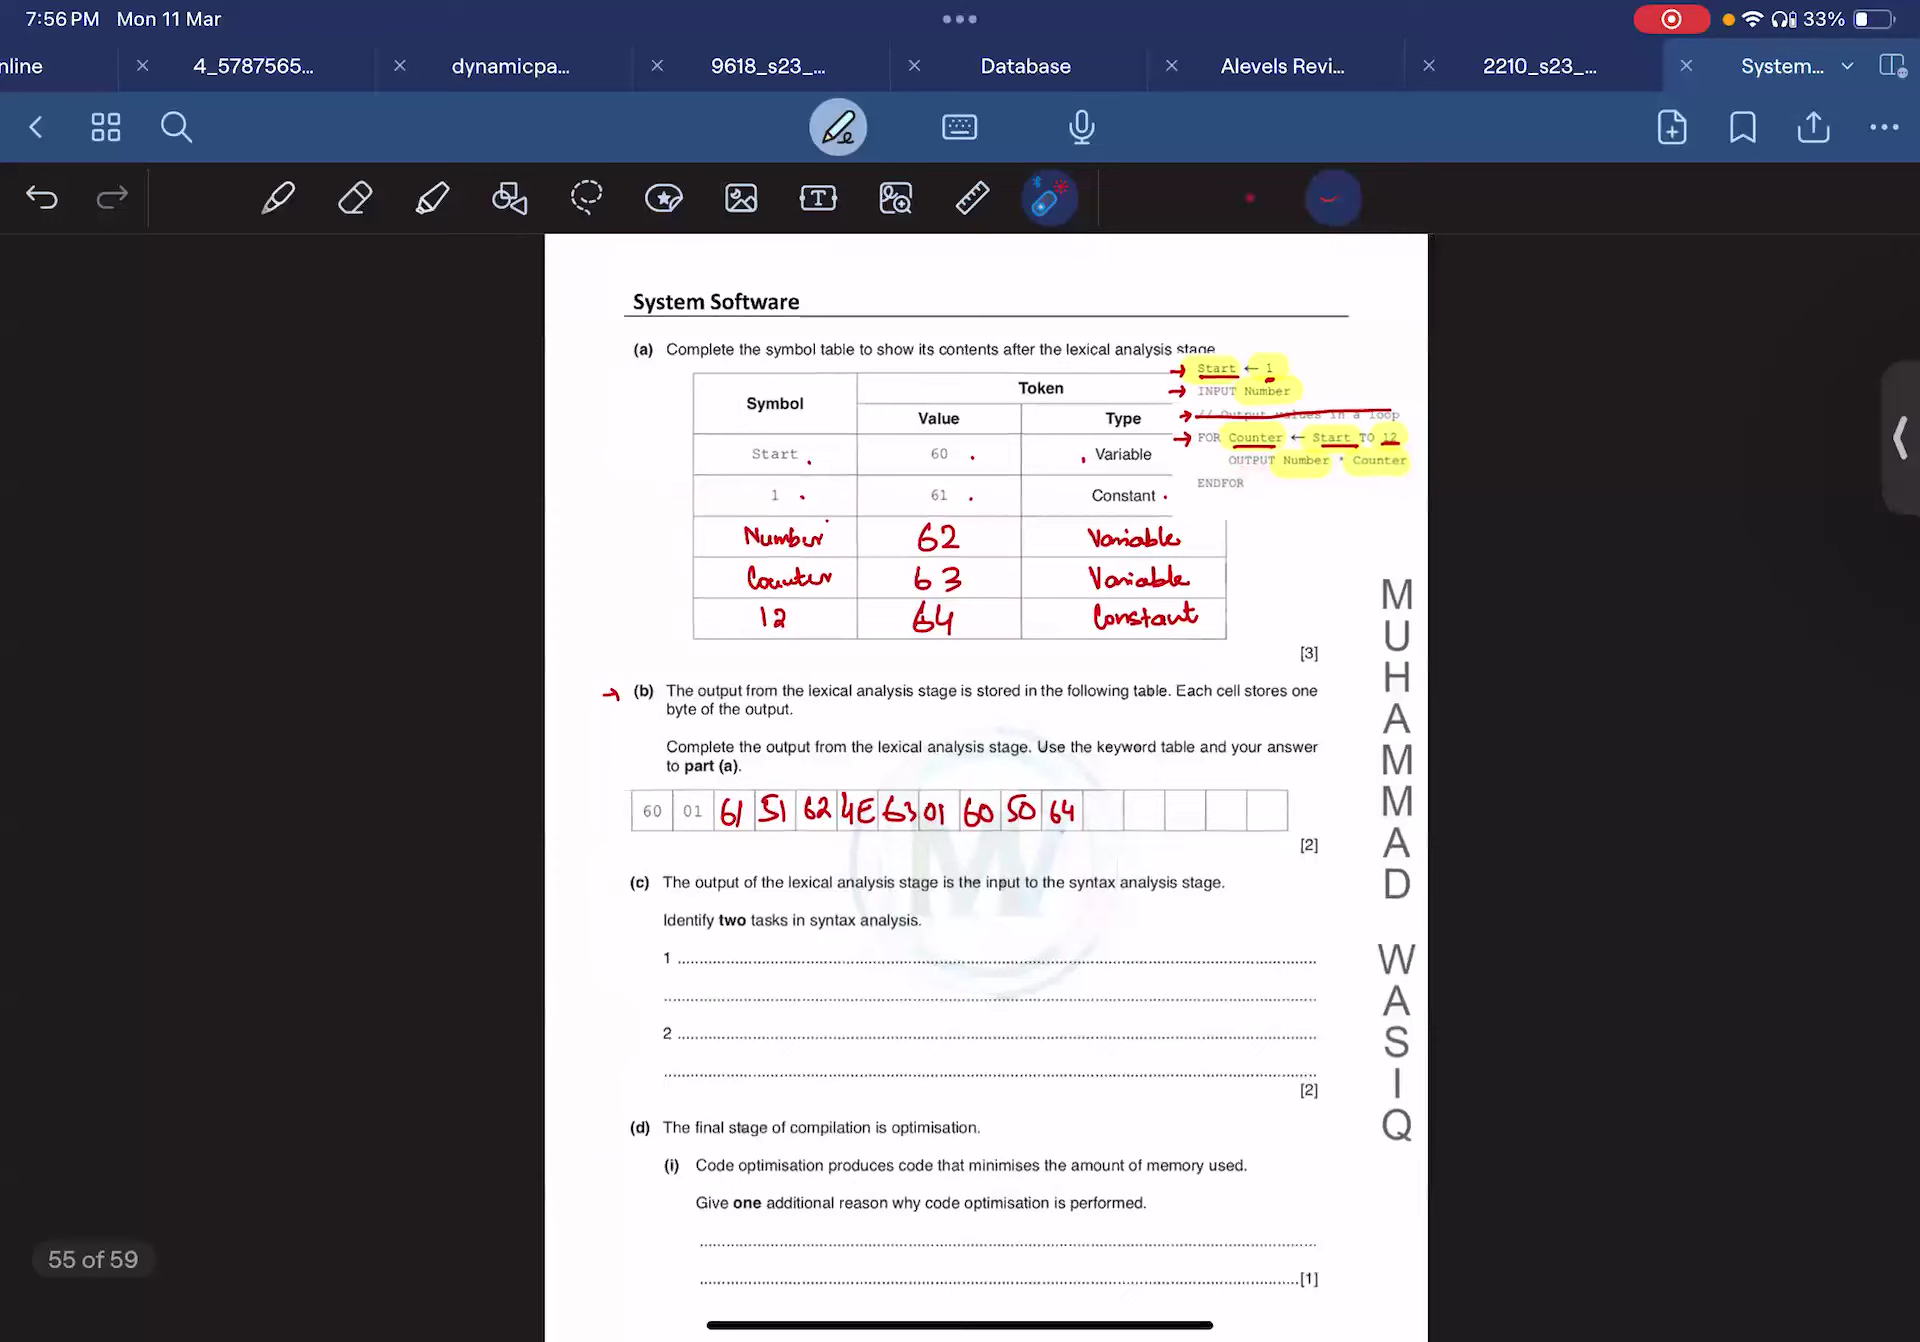 7:56 PM Mon 11 Mar
33%
nline
4_5787565...
dynamicpa...
9618_s23_...
Database
Alevels Revi...
2210_s23_...
System...
System Software
(a) Complete the symbol table to show its contents after the lexical analysis stage
Symbol Token
Value Type
Start 60 Variable
1 61 Constant
Number 62 Variable
Counter 63 Variable
12 64 Constant
Start ← 1
INPUT Number
// Output values in a loop
FOR Counter ← Start TO 12
OUTPUT Number * Counter
ENDFOR
[3]
(b) The output from the lexical analysis stage is stored in the following table. Each cell stores one
byte of the output.
Complete the output from the lexical analysis stage. Use the keyword table and your answer
to part (a).
60 01 61 51 62 4E 63 01 60 50 64
[2]
(c) The output of the lexical analysis stage is the input to the syntax analysis stage.
Identify two tasks in syntax analysis.
1
2
[2]
(d) The final stage of compilation is optimisation.
(i) Code optimisation produces code that minimises the amount of memory used.
Give one additional reason why code optimisation is performed.
[1]
MUHAMMAD WASIQ
MW
55 of 59